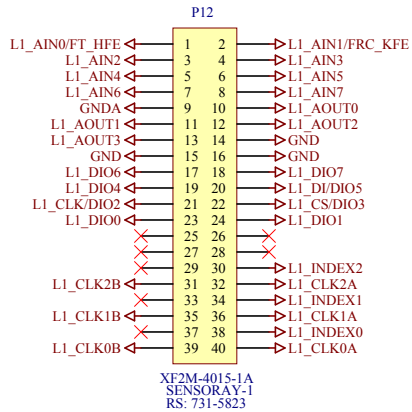 P12
L1_AIN0/FT_HFE 1 2 L1_AIN1/FRC_KFE
L1_AIN2 3 4 L1_AIN3
L1_AIN4 5 6 L1_AIN5
L1_AIN6 7 8 L1_AIN7
GNDA 9 10 L1_AOUT0
L1_AOUT1 11 12 L1_AOUT2
L1_AOUT3 13 14 GND
GND 15 16 GND
L1_DIO6 17 18 L1_DIO7
L1_DIO4 19 20 L1_DI/DIO5
L1_CLK/DIO2 21 22 L1_CS/DIO3
L1_DIO0 23 24 L1_DIO1
25 26
27 28
29 30 L1_INDEX2
L1_CLK2B 31 32 L1_CLK2A
33 34 L1_INDEX1
L1_CLK1B 35 36 L1_CLK1A
37 38 L1_INDEX0
L1_CLK0B 39 40 L1_CLK0A
XF2M-4015-1A
SENSORAY-1
RS: 731-5823